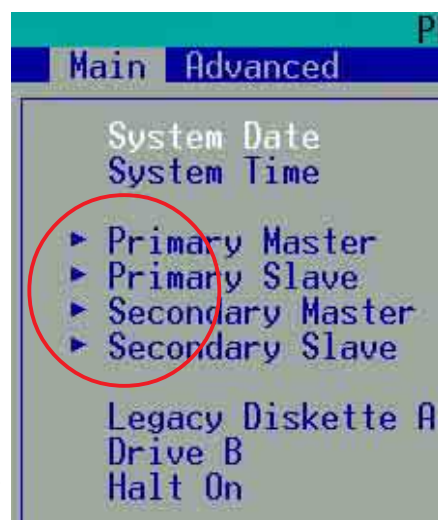 P
Main Advanced
System Date
System Time
► Primary Master
► Primary Slave
► Secondary Master
► Secondary Slave
Legacy Diskette A
Drive B
Halt On